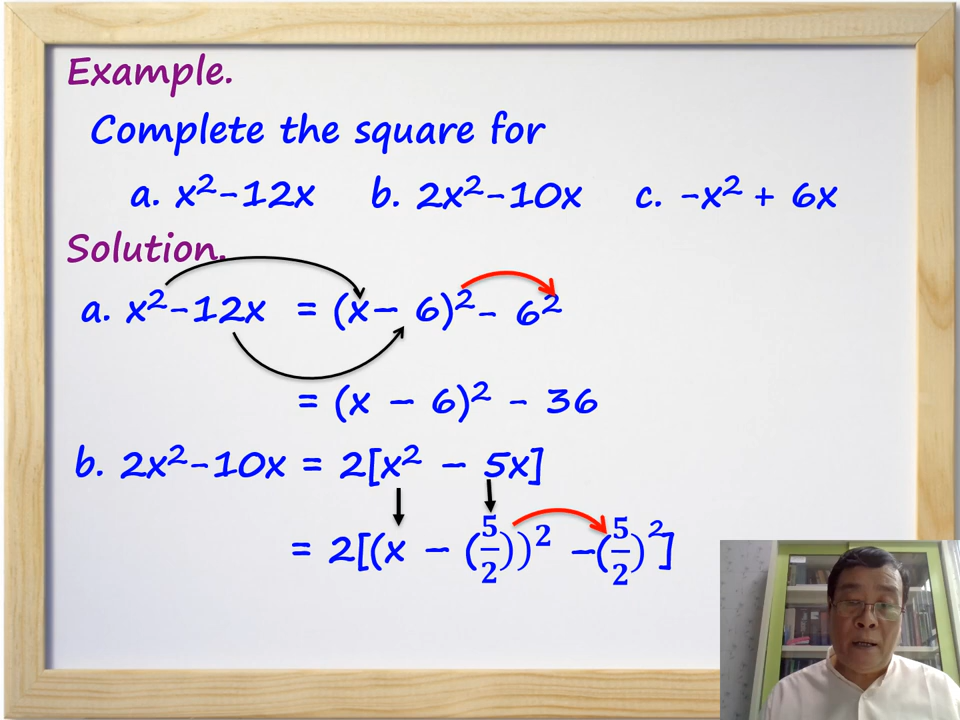 Example.
Complete the square for
a. x²-12x b. 2x²-10x c. -x² + 6x
Solution.
a. x²-12x = (x− 6)²- 6²
= (x − 6)² - 36
b. 2x²-10x = 2[x² − 5x]
= 2[(x − (5/2))² −(5/2)²]